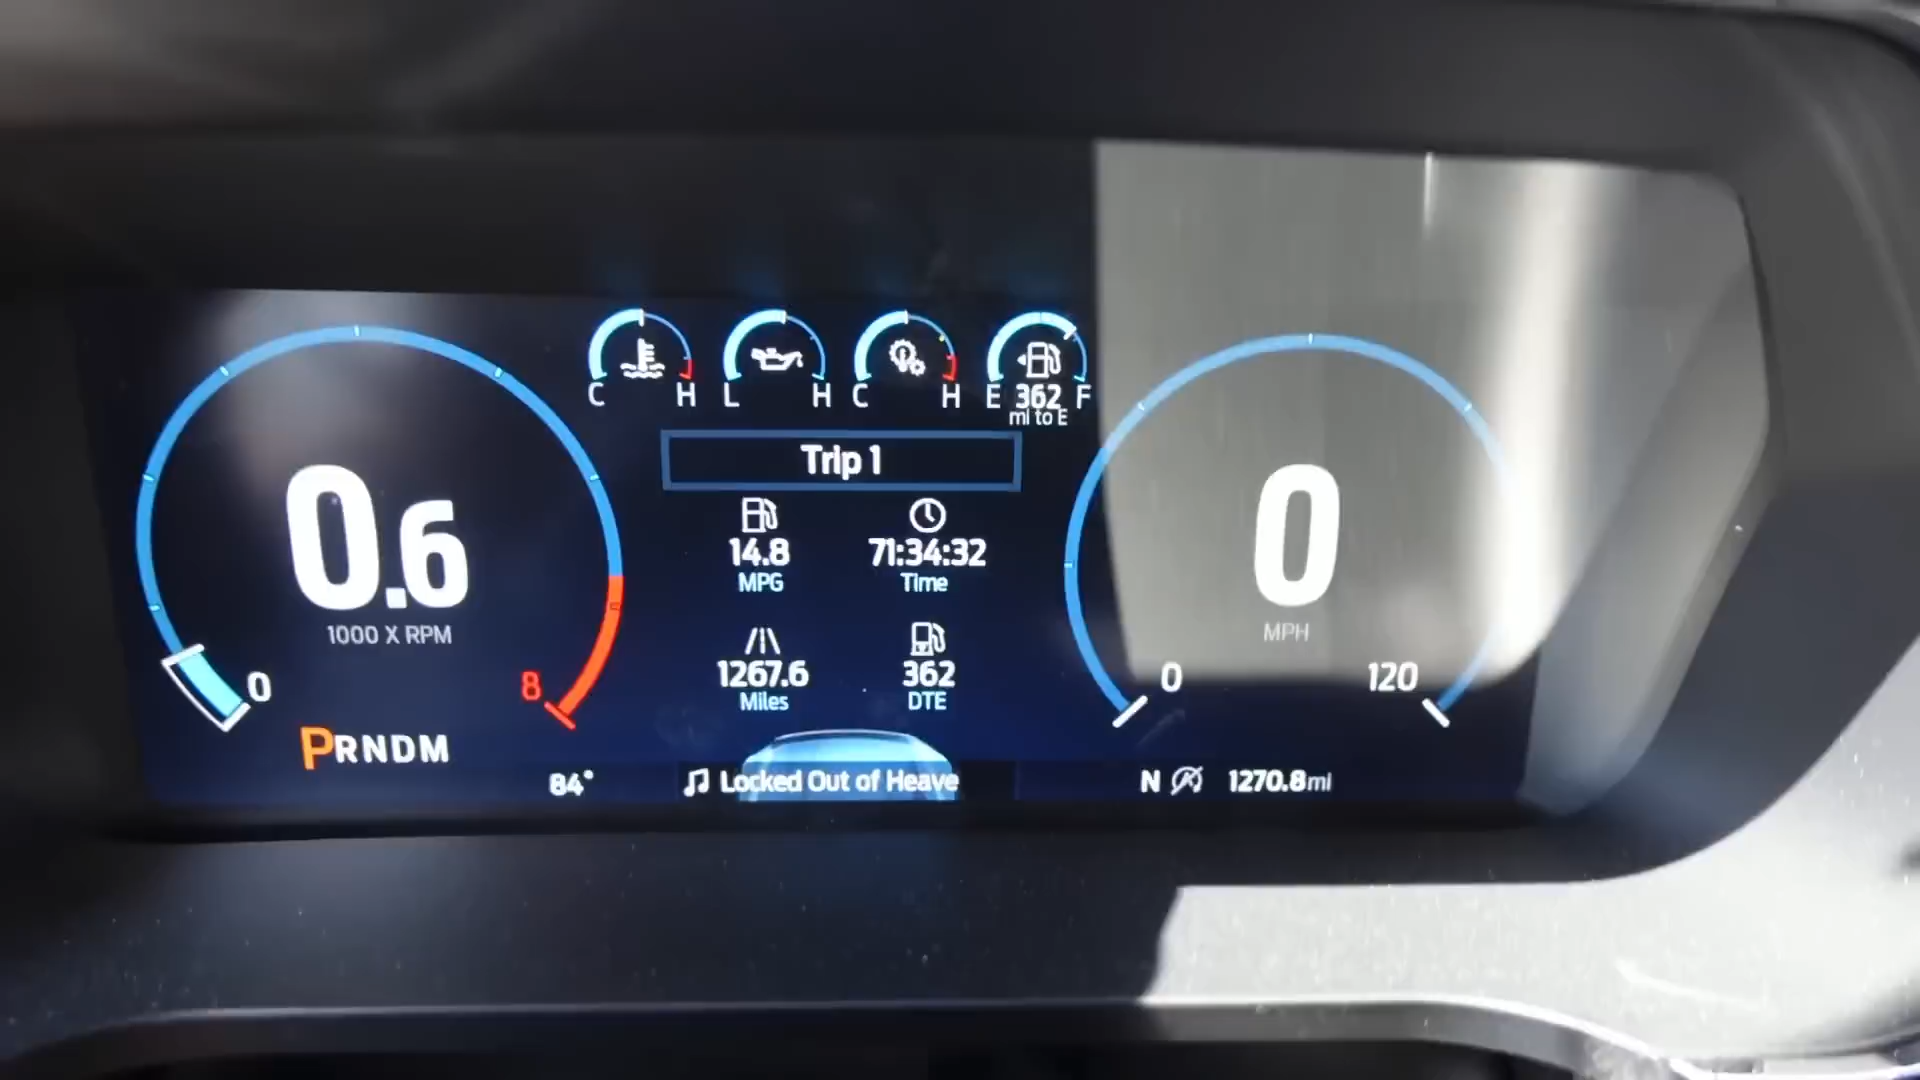 C H
L H
C H
E 362 F
mi to E
Trip 1
14.8
MPG
71:34:32
Time
1267.6
Miles
362
DTE
0.6
1000 X RPM
0
8
PRNDM
0
MPH
0
120
84°
Locked Out of Heave
N
1270.8mi